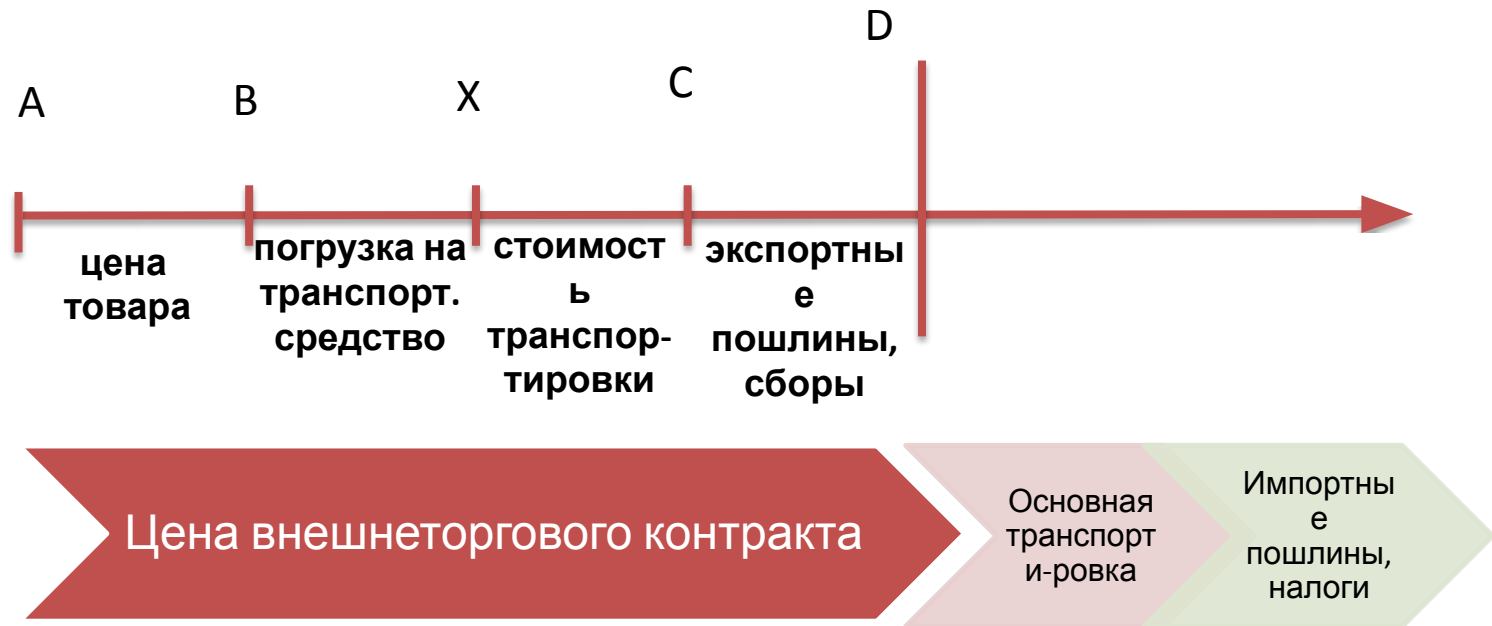 A
B
X
C
D
цена
товара
погрузка на
транспорт.
средство
стоимост
ь
транспор-
тировки
экспортны
е
пошлины,
сборы
Цена внешнеторгового контракта
Основная
транспорт
и-ровка
Импортны
е
пошлины,
налоги